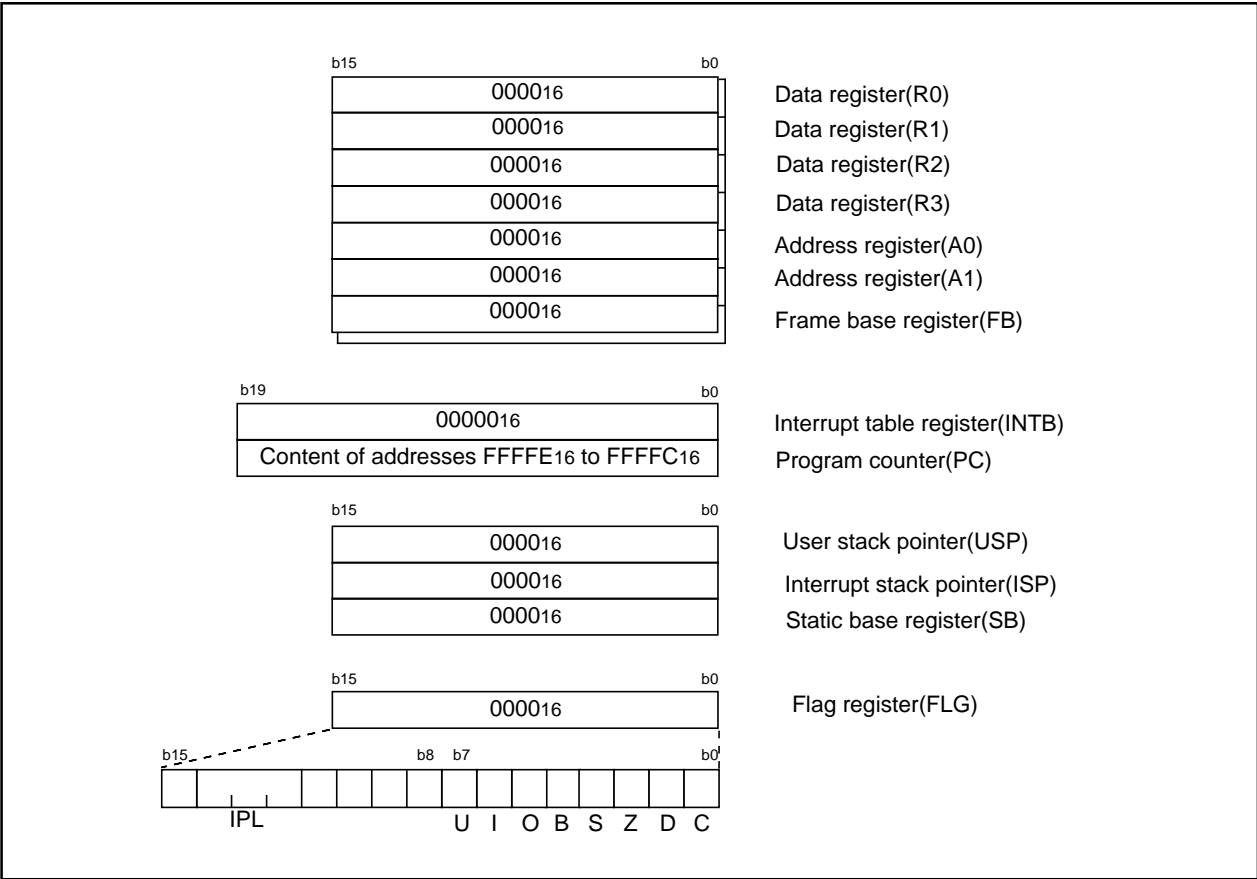 b15 b0
000016 Data register(R0)
000016 Data register(R1)
000016 Data register(R2)
000016 Data register(R3)
000016 Address register(A0)
000016 Address register(A1)
000016 Frame base register(FB)
b19 b0
0000016 Interrupt table register(INTB)
Content of addresses FFFFE16 to FFFFC16 Program counter(PC)
b15 b0
000016 User stack pointer(USP)
000016 Interrupt stack pointer(ISP)
000016 Static base register(SB)
b15 b0
000016 Flag register(FLG)
b15 b8 b7 b0
IPL U I O B S Z D C